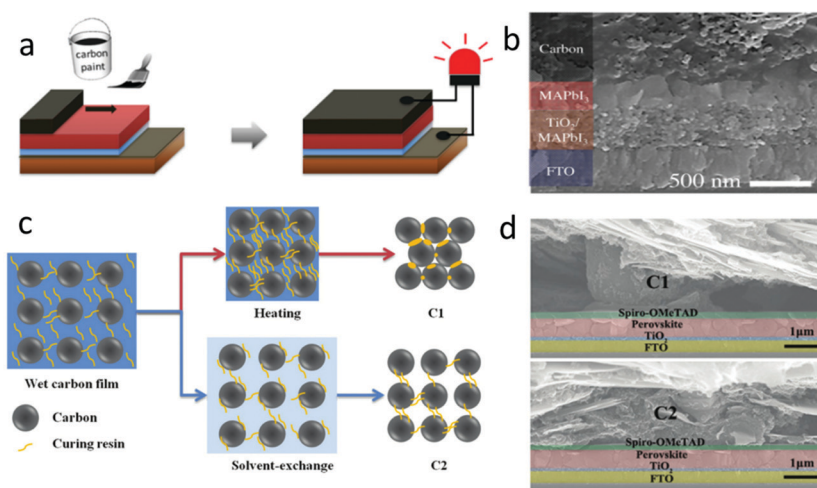 a
carbon
paint
b
Carbon
MAPbI3
TiO2/
MAPbI3
FTO
500 nm
c
Heating
C1
Wet carbon film
Carbon
Curing resin
Solvent-exchange
C2
d
C1
Spiro-OMeTAD
Perovskite
TiO2
FTO
1μm
C2
Spiro-OMeTAD
Perovskite
TiO2
FTO
1μm